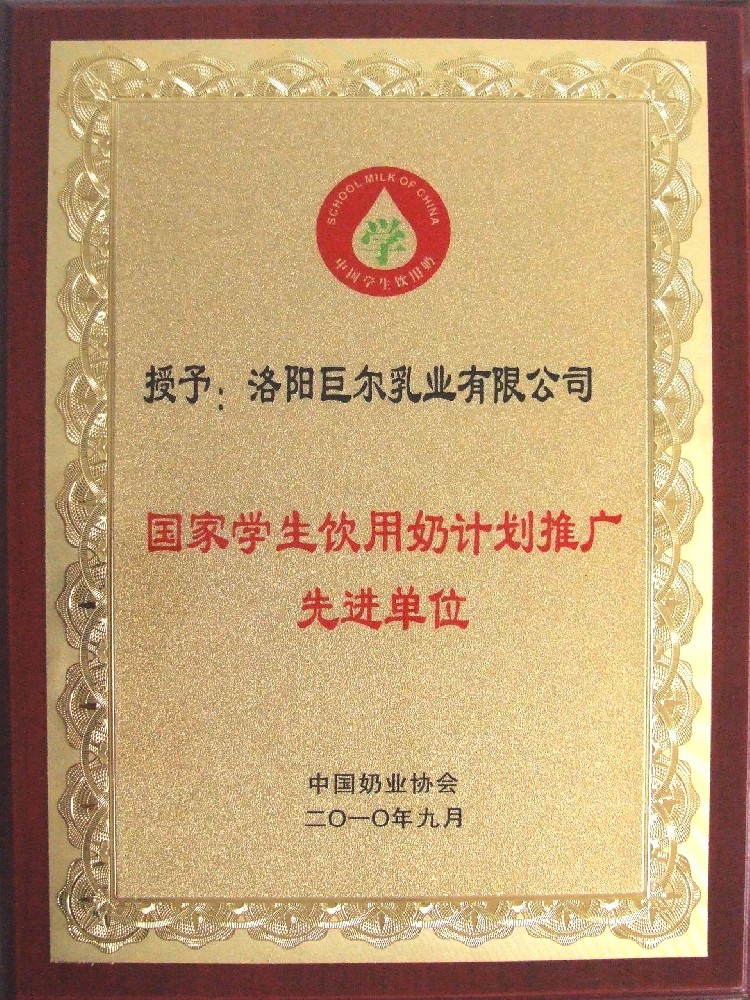 SCHOOL MILK OF CHINA
学
中国学生饮用奶
授予：洛阳巨尔乳业有限公司
国家学生饮用奶计划推广
先进单位
中国奶业协会
二〇一〇年九月